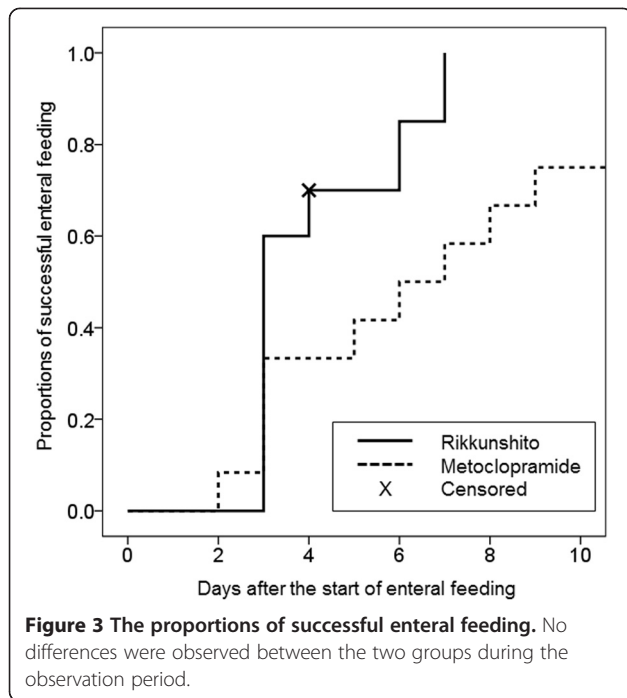 1.0
0.8
0.6
0.4
0.2
0.0
Proportions of successful enteral feeding
Rikkunshito
Metoclopramide
X Censored
0 2 4 6 8 10
Days after the start of enteral feeding
Figure 3 The proportions of successful enteral feeding. No
differences were observed between the two groups during the
observation period.